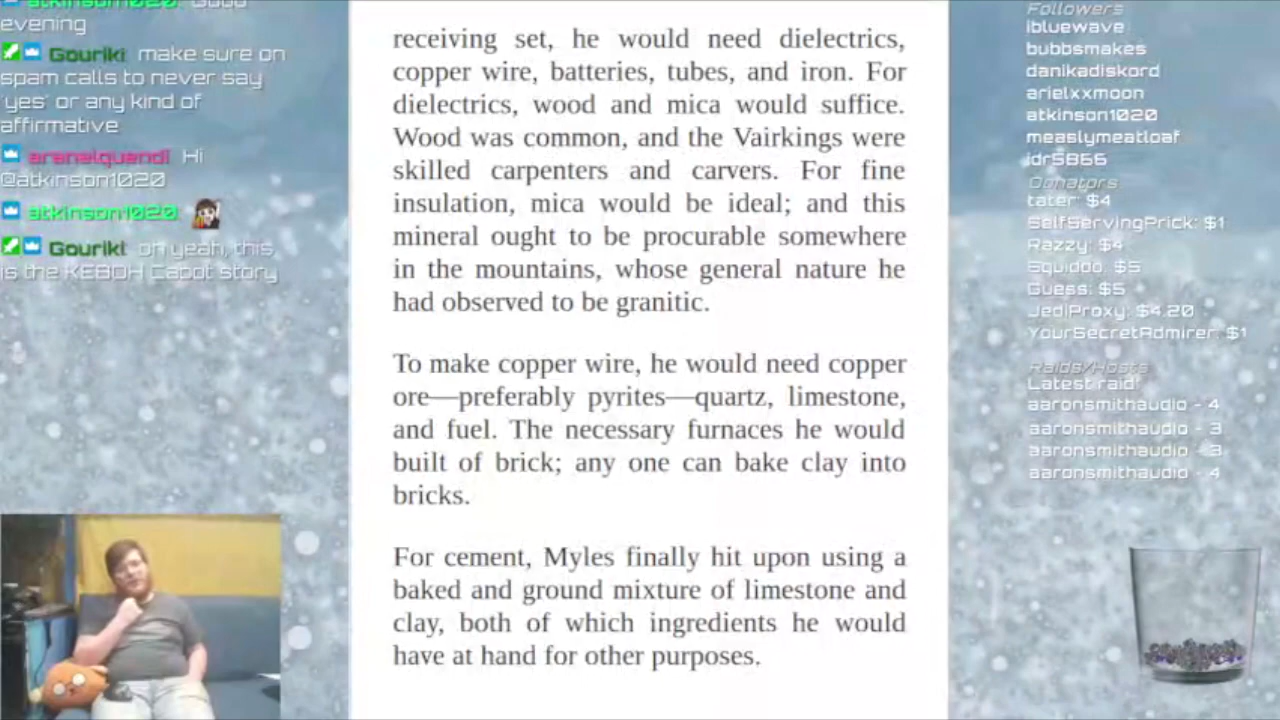 atkinson1020: Good
evening
Gouriki: make sure on
spam calls to never say
'yes' or any kind of
affirmative
aranelquendi: Hi
@atkinson1020
atkinson1020:
Gouriki: oh yeah, this
is the KEBOH Cabot story
receiving set, he would need dielectrics,
copper wire, batteries, tubes, and iron. For
dielectrics, wood and mica would suffice.
Wood was common, and the Vairkings were
skilled carpenters and carvers. For fine
insulation, mica would be ideal; and this
mineral ought to be procurable somewhere
in the mountains, whose general nature he
had observed to be granitic.
To make copper wire, he would need copper
ore—preferably pyrites—quartz, limestone,
and fuel. The necessary furnaces he would
built of brick; any one can bake clay into
bricks.
For cement, Myles finally hit upon using a
baked and ground mixture of limestone and
clay, both of which ingredients he would
have at hand for other purposes.
Followers
ibluewave
bubbsmakes
danikadiskord
arielxxmoon
atkinson1020
measlymeatloaf
Donators
tater: $4
SelfServingPrick: $1
Razzy: $4
Squiddo: $5
Guess: $5
JediProxy: $4.20
YourSecretAdmirer: $1
Raids/Hosts
Latest raid!
aaronsmithaudio - 4
aaronsmithaudio - 3
aaronsmithaudio - 3
aaronsmithaudio - 4